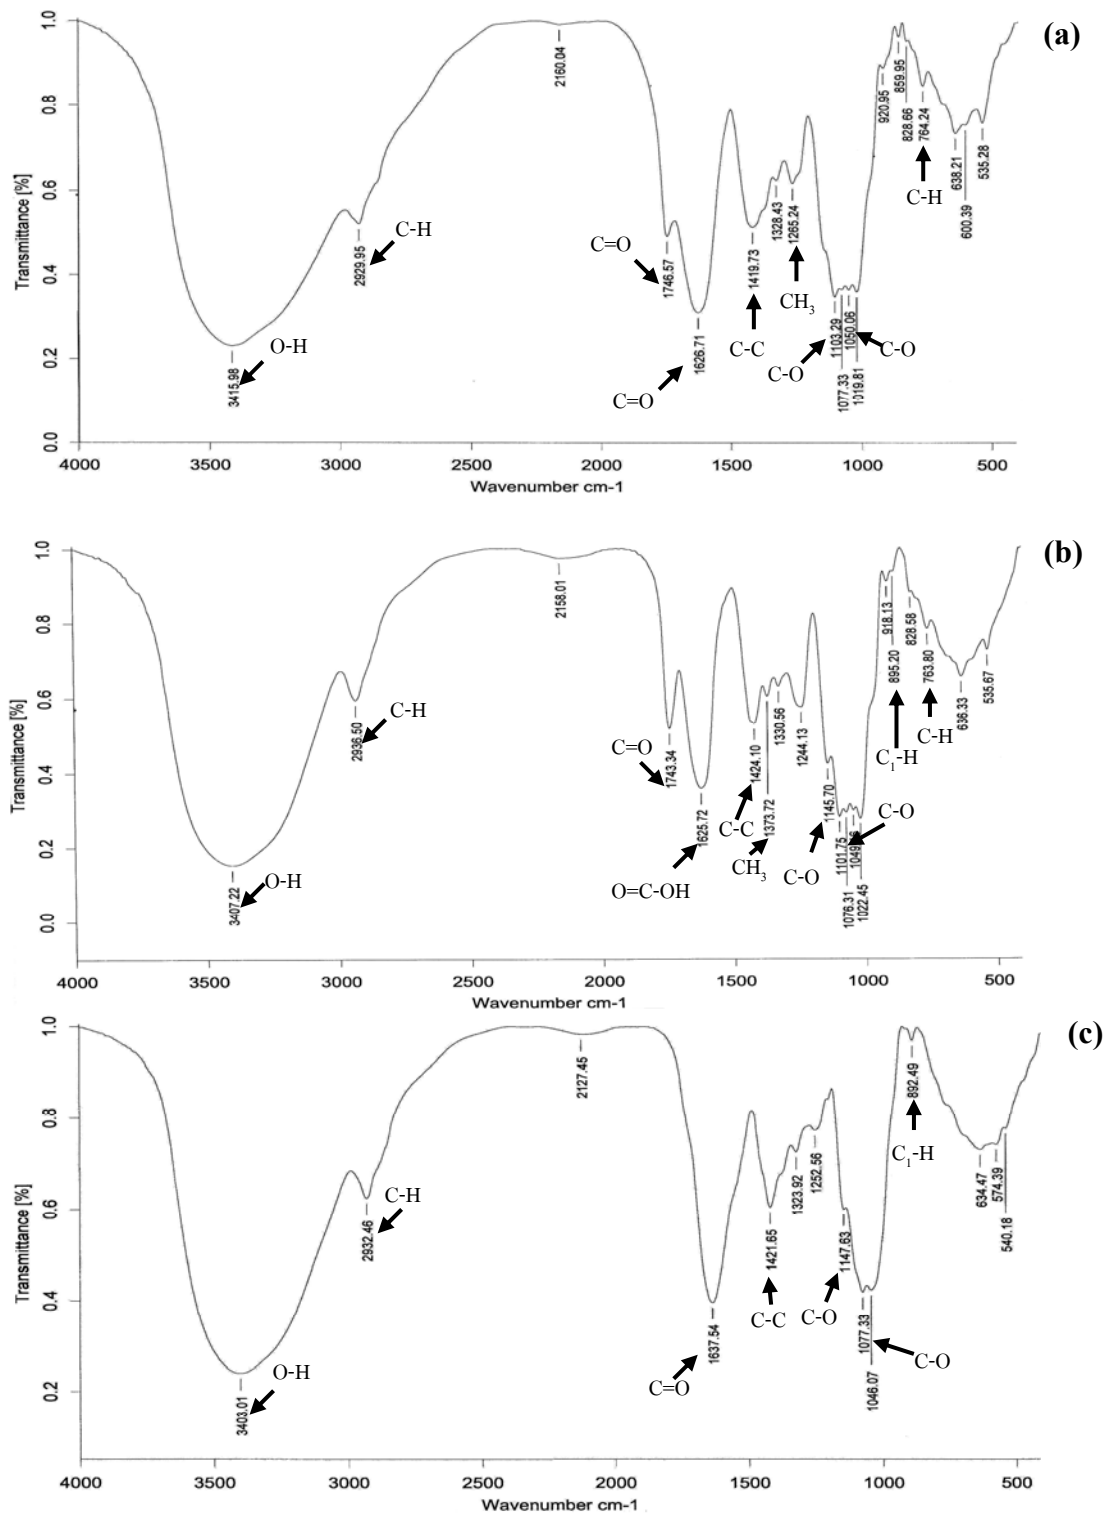 (a)
Transmittance [%]
1.0
0.8
0.6
0.4
0.2
0.0
2160.04
C-H
2929.95
O-H
3415.98
C=O
1746.57
C=O
1626.71
1419.73
C-C
1328.43
1265.24
CH₃
C-O
1103.29
1077.33
1050.06
1019.81
C-O
920.95
859.95
828.66
764.24
C-H
638.21
600.39
535.28
4000 3500 3000 2500 2000 1500 1000 500
Wavenumber cm-1
(b)
Transmittance [%]
1.0
0.8
0.6
0.4
0.2
0.0
2158.01
C-H
2936.50
O-H
3407.22
C=O
1743.34
O=C-OH
1625.72
1424.10
C-C
1373.72
CH₃
1330.56
1244.13
1145.70
C-O
1101.75
1076.31
1022.45
C-O
918.13
895.20
C₁-H
828.58
763.80
C-H
636.33
535.67
4000 3500 3000 2500 2000 1500 1000 500
Wavenumber cm-1
(c)
Transmittance [%]
1.0
0.8
0.6
0.4
0.2
2127.45
C-H
2932.46
O-H
3403.01
C=O
1637.54
1421.65
C-C
1323.92
1252.56
1147.63
C-O
1077.33
1046.07
C-O
892.49
C₁-H
634.47
574.39
540.18
4000 3500 3000 2500 2000 1500 1000 500
Wavenumber cm-1